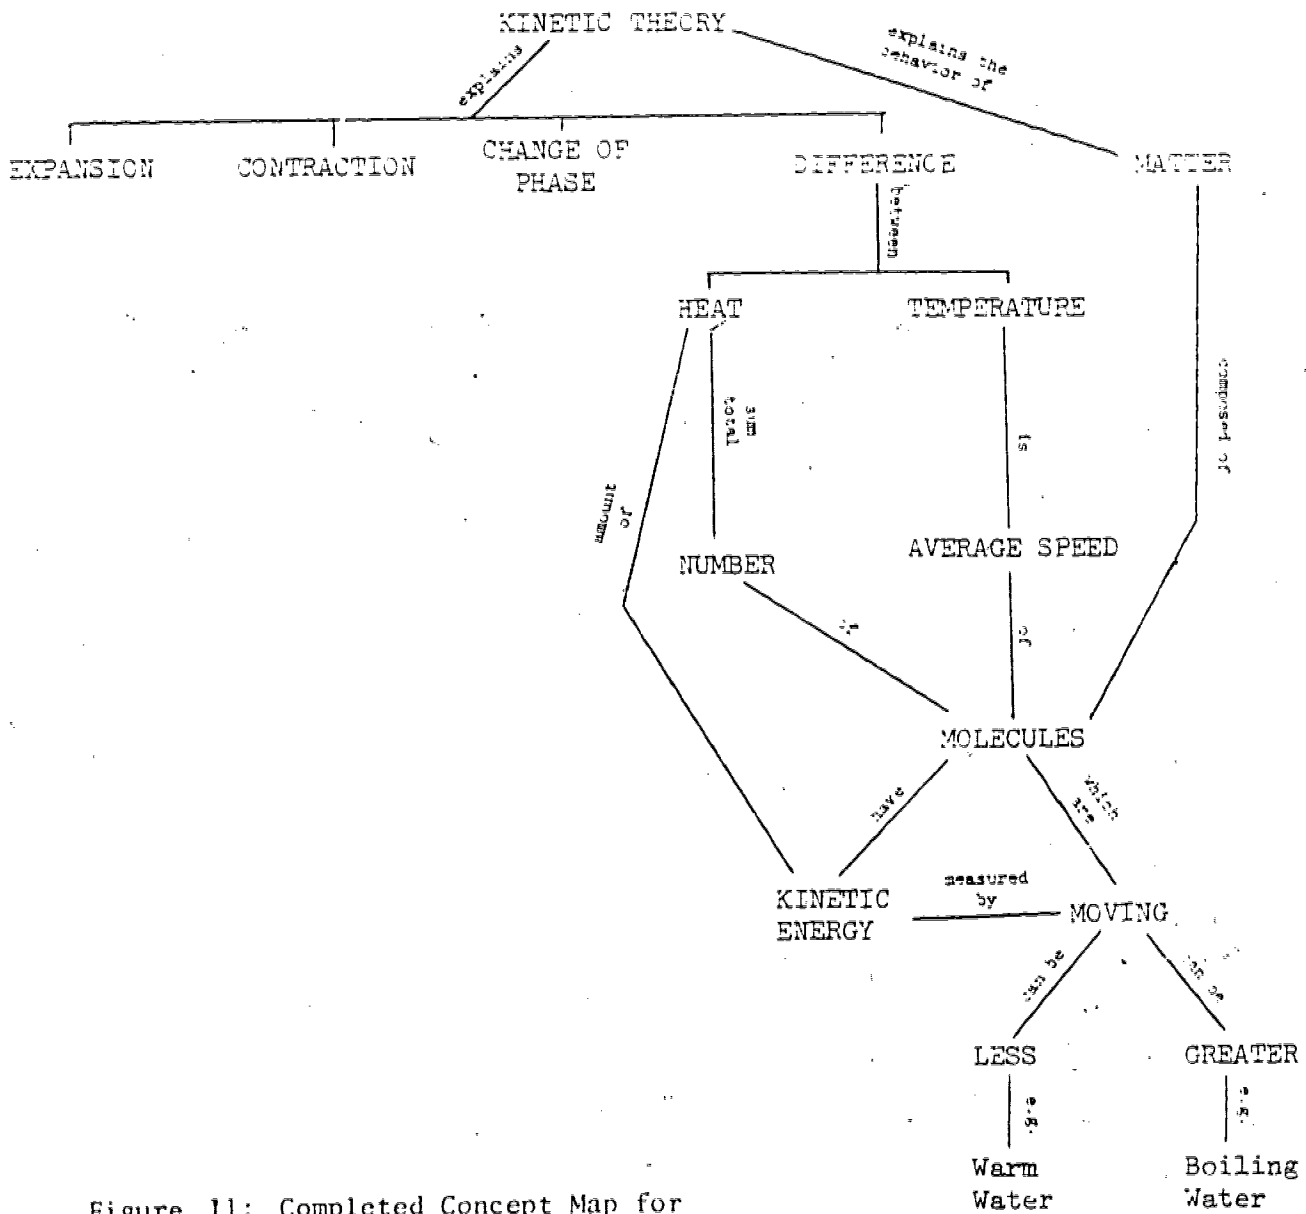 KINETIC THEORY
explains
explains the
behavior of
EXPANSION
CONTRACTION
CHANGE OF
PHASE
DIFFERENCE
MATTER
between
HEAT
TEMPERATURE
sum
total
is
composed of
amount
of
NUMBER
AVERAGE SPEED
of
of
MOLECULES
have
which
are
KINETIC
ENERGY
measured
by
MOVING
can be
can be
LESS
GREATER
e.g.
e.g.
Warm
Water
Boiling
Water
Figure 11: Completed Concept Map for